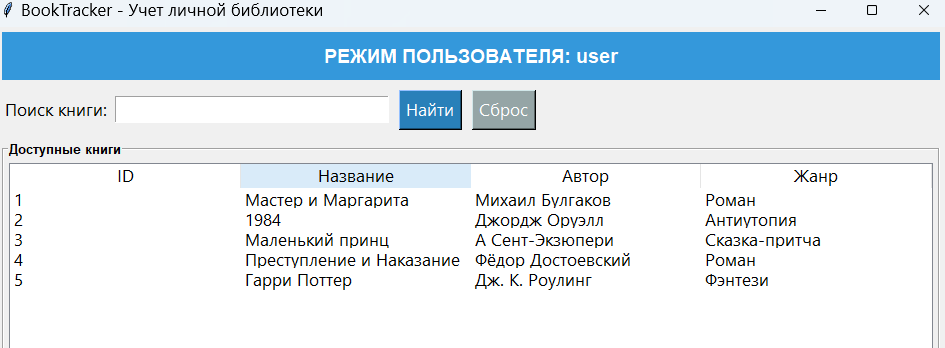 BookTracker - Учет личной библиотеки
РЕЖИМ ПОЛЬЗОВАТЕЛЯ: user
Поиск книги: Найти Сброс
Доступные книги
ID Название Автор Жанр
1 Мастер и Маргарита Михаил Булгаков Роман
2 1984 Джордж Оруэлл Антиутопия
3 Маленький принц А Сент-Экзюпери Сказка-притча
4 Преступление и Наказание Фёдор Достоевский Роман
5 Гарри Поттер Дж. К. Роулинг Фэнтези